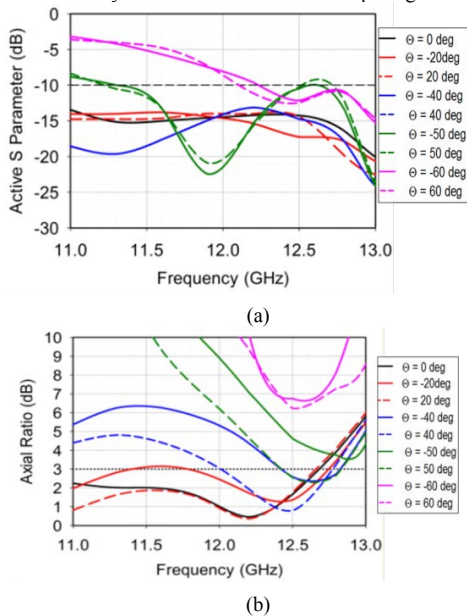 Active S Parameter (dB)
0
-5
-10
-15
-20
-25
-30
11.0 11.5 12.0 12.5 13.0
Frequency (GHz)
Θ = 0 deg
Θ = -20 deg
Θ = 20 deg
Θ = -40 deg
Θ = 40 deg
Θ = -50 deg
Θ = 50 deg
Θ = -60 deg
Θ = 60 deg
(a)
Axial Ratio (dB)
10
9
8
7
6
5
4
3
2
1
0
11.0 11.5 12.0 12.5 13.0
Frequency (GHz)
Θ = 0 deg
Θ = -20deg
Θ = 20 deg
Θ = -40 deg
Θ = 40 deg
Θ = -50 deg
Θ = 50 deg
Θ = -60 deg
Θ = 60 deg
(b)